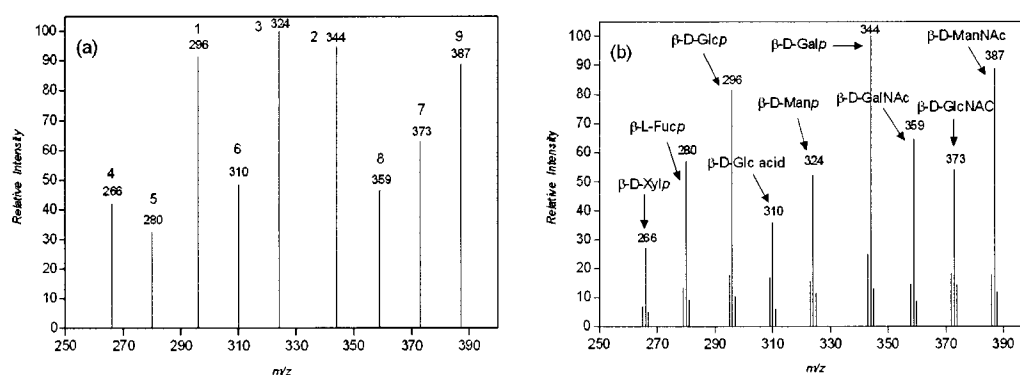 (a)
Relative Intensity
100
90
80
70
60
50
40
30
20
10
0
4
266
5
280
1
296
6
310
3 324
2 344
8
359
7
373
9
387
250 270 290 310 330 350 370 390
m/z
(b)
Relative Intensity
100
90
80
70
60
50
40
30
20
10
0
β-D-Xylp
266
β-L-Fucp
280
β-D-Glcp
296
β-D-Glc acid
310
β-D-Manp
324
β-D-Galp
344
β-D-GalNAc
359
β-D-GlcNAC
373
β-D-ManNAc
387
250 270 290 310 330 350 370 390
m/z